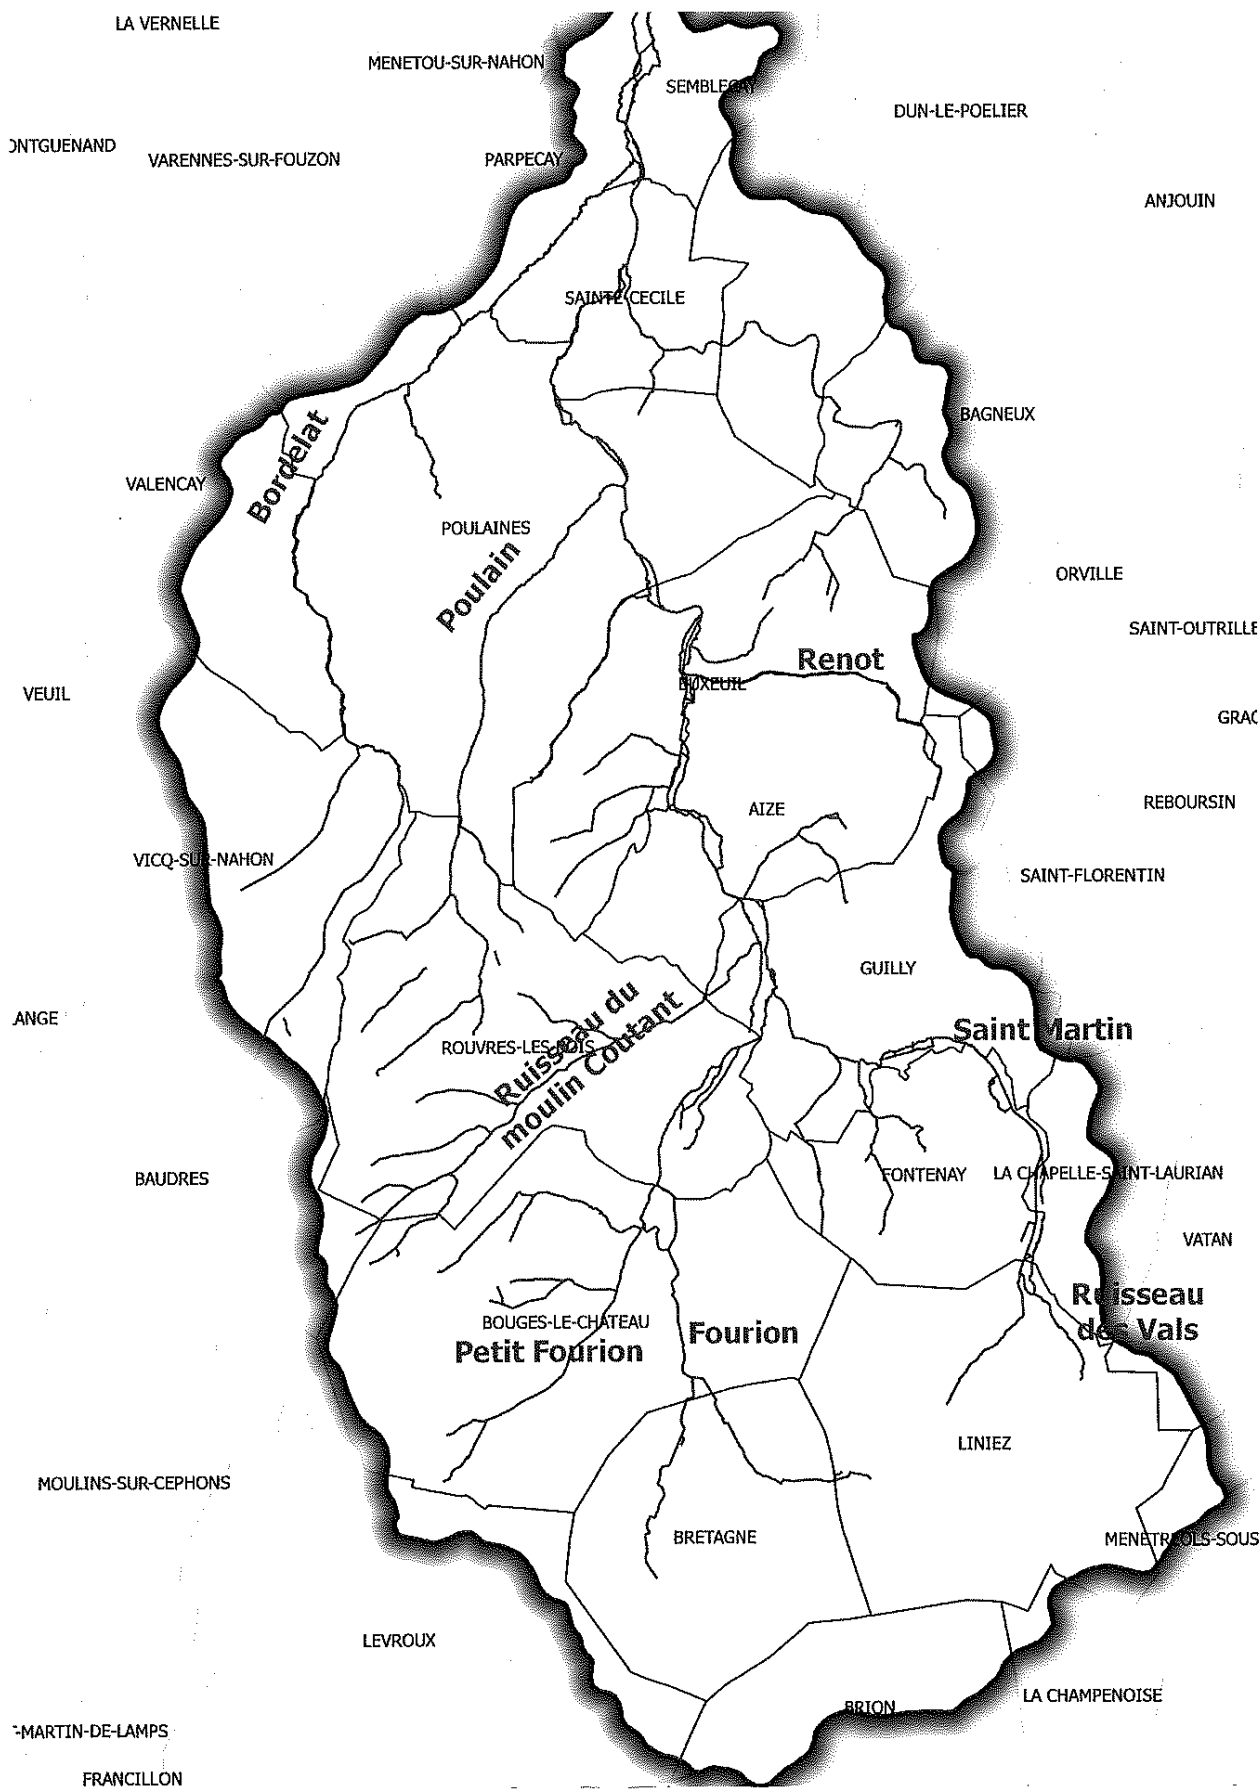 LA VERNELLE
MENETOU-SUR-NAHON
SEMBLECAY
DUN-LE-POELIER
ONTGUENAND
VARENNES-SUR-FOUZON
PARPECAY
ANJOUIN
SAINTE-CECILE
BAGNEUX
Bordelat
VALENCAY
POULAINES
Poulain
ORVILLE
SAINT-OUTRILLE
Renot
BUXEUIL
VEUIL
GRAC
AIZE
REBOURSIN
VICQ-SUR-NAHON
SAINT-FLORENTIN
GUILLY
ANGE
Saint Martin
ROUVRES-LES-BOIS
Ruisseau du
moulin Coutant
BAUDRES
FONTENAY
LA CHAPELLE-SAINT-LAURIAN
VATAN
Ruisseau
des Vals
BOUGES-LE-CHATEAU
Petit Fourion
Fourion
LINIEZ
MOULINS-SUR-CEPHONS
BRETAGNE
MENETREOLS-SOUS
LEVROUX
LA CHAMPENOISE
BRION
-MARTIN-DE-LAMPS
FRANCILLON